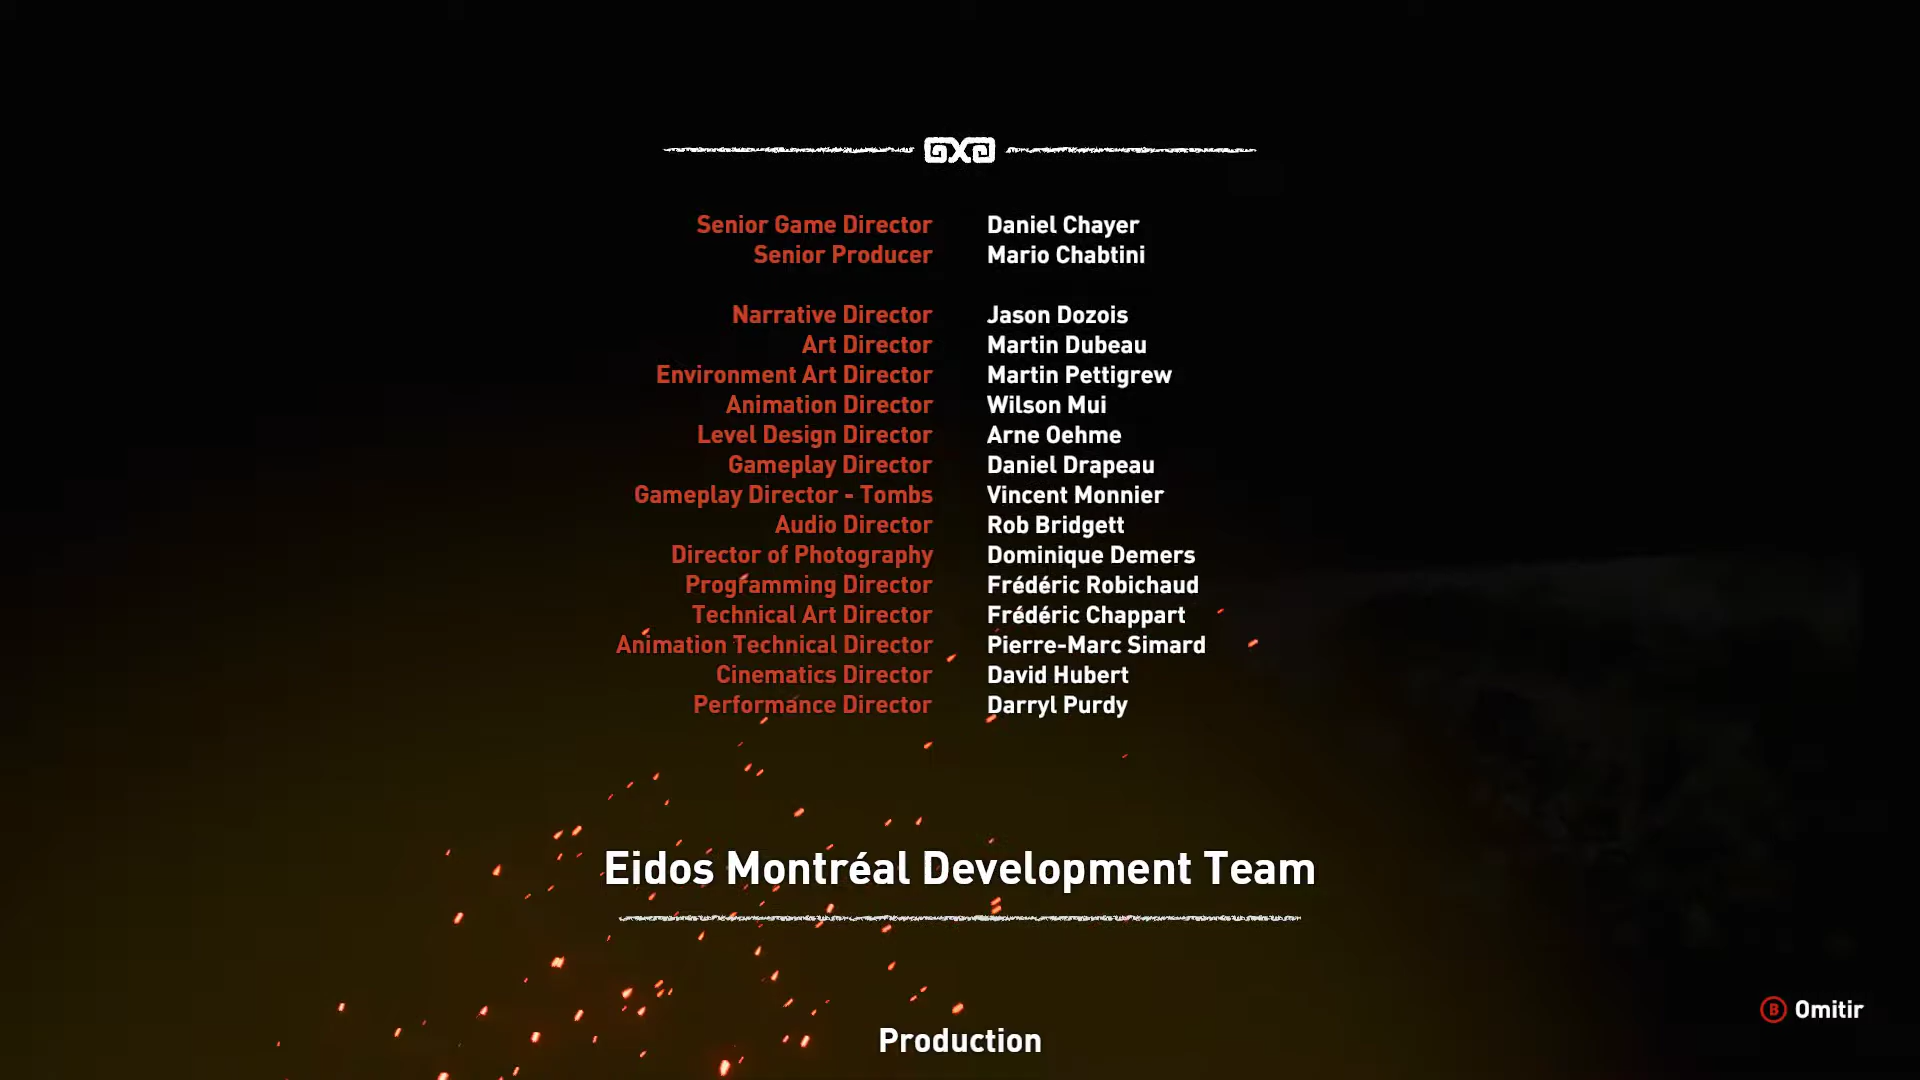 Senior Game Director Daniel Chayer
Senior Producer Mario Chabtini
Narrative Director Jason Dozois
Art Director Martin Dubeau
Environment Art Director Martin Pettigrew
Animation Director Wilson Mui
Level Design Director Arne Oehme
Gameplay Director Daniel Drapeau
Gameplay Director - Tombs Vincent Monnier
Audio Director Rob Bridgett
Director of Photography Dominique Demers
Programming Director Frédéric Robichaud
Technical Art Director Frédéric Chappart
Animation Technical Director Pierre-Marc Simard
Cinematics Director David Hubert
Performance Director Darryl Purdy
Eidos Montréal Development Team
B Omitir
Production